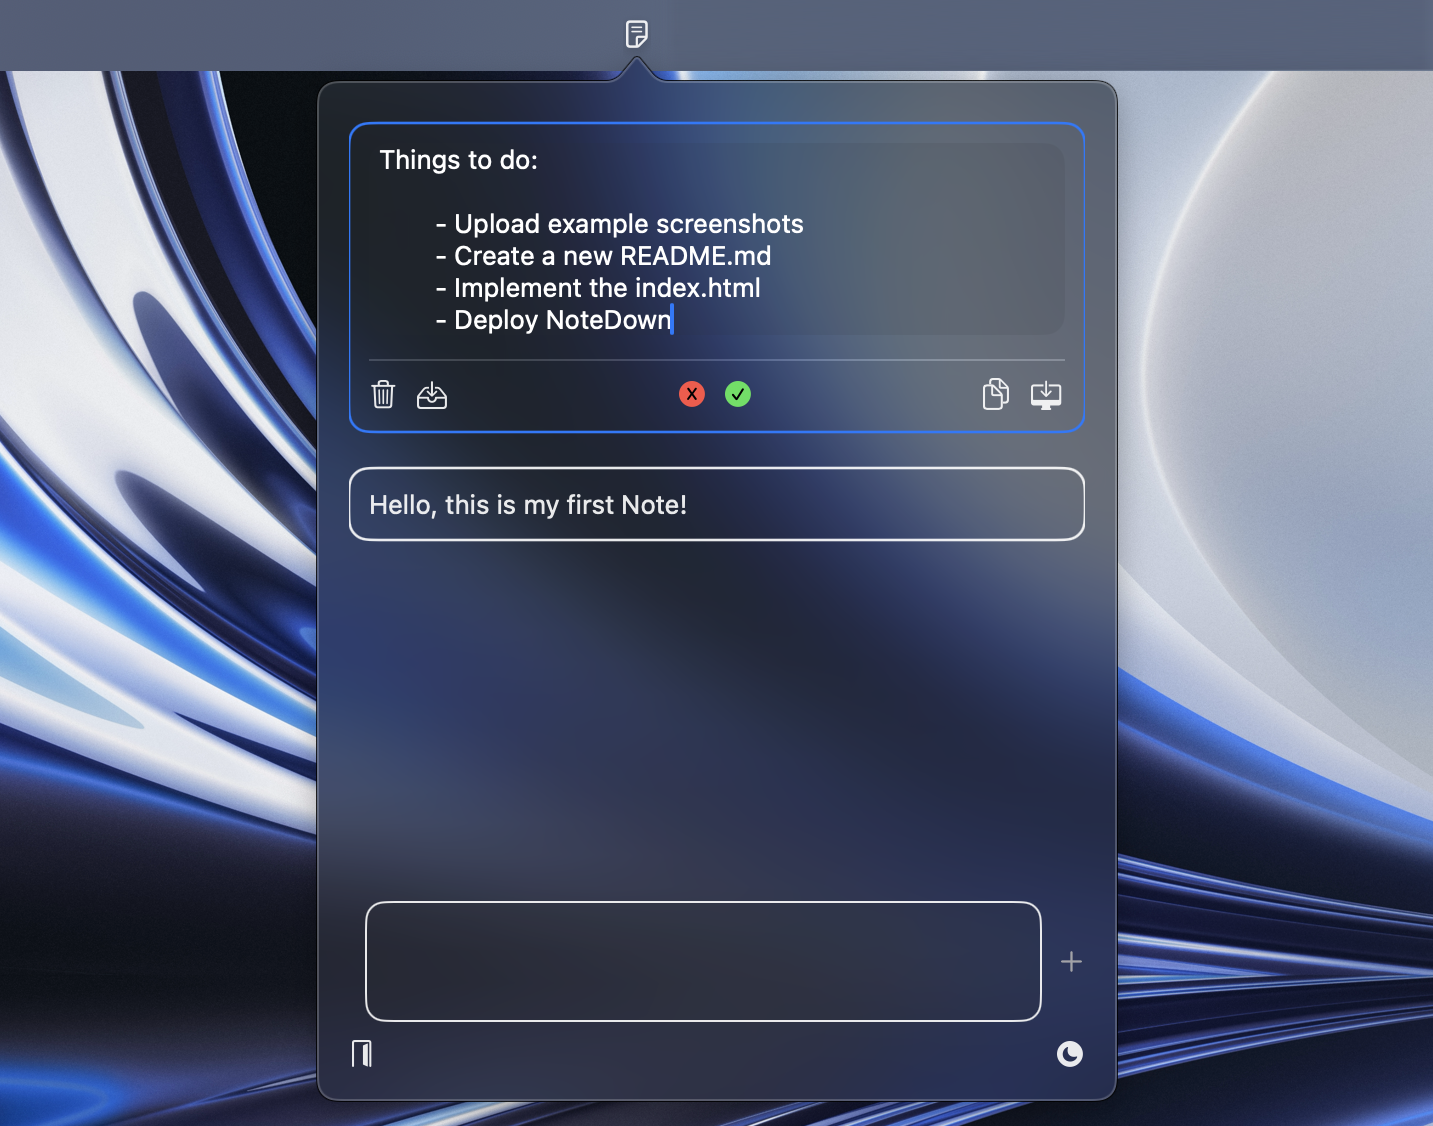 Things to do:
- Upload example screenshots
- Create a new README.md
- Implement the index.html
- Deploy NoteDown
X
Hello, this is my first Note!